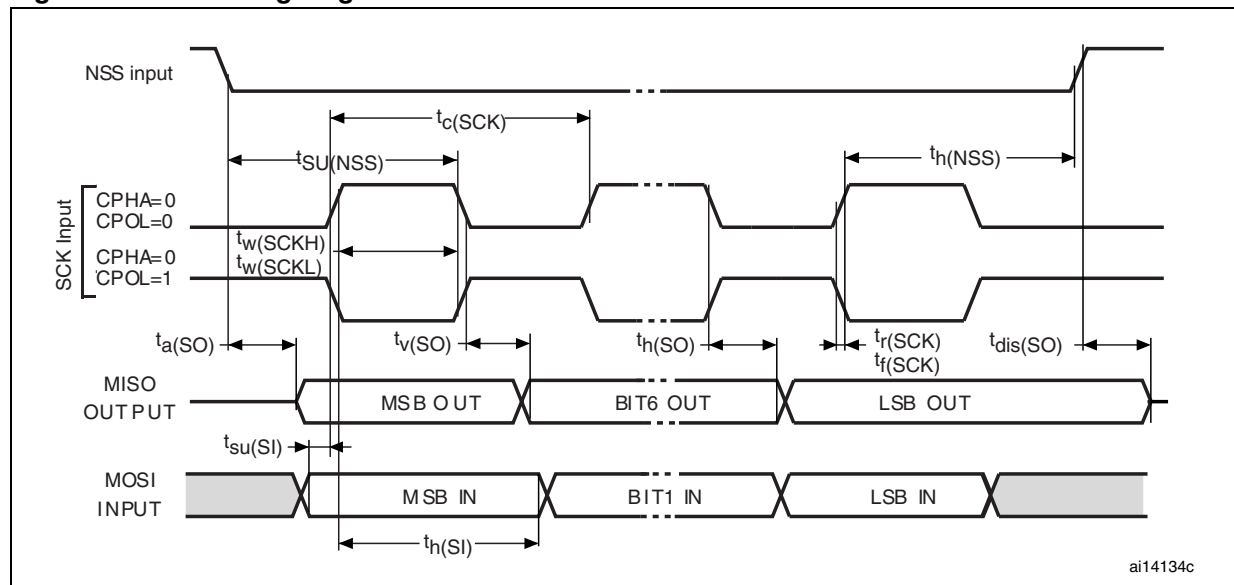 NSS input
tc(SCK)
tSU(NSS)
th(NSS)
SCK Input
CPHA=0
CPOL=0
tw(SCKH)
CPHA=0
tw(SCKL)
CPOL=1
ta(SO)
tv(SO)
th(SO)
tr(SCK)
tf(SCK)
tdis(SO)
MISO
OUTPUT
MSB OUT
BIT6 OUT
LSB OUT
tsu(SI)
MOSI
INPUT
MSB IN
BIT1 IN
LSB IN
th(SI)
ai14134c